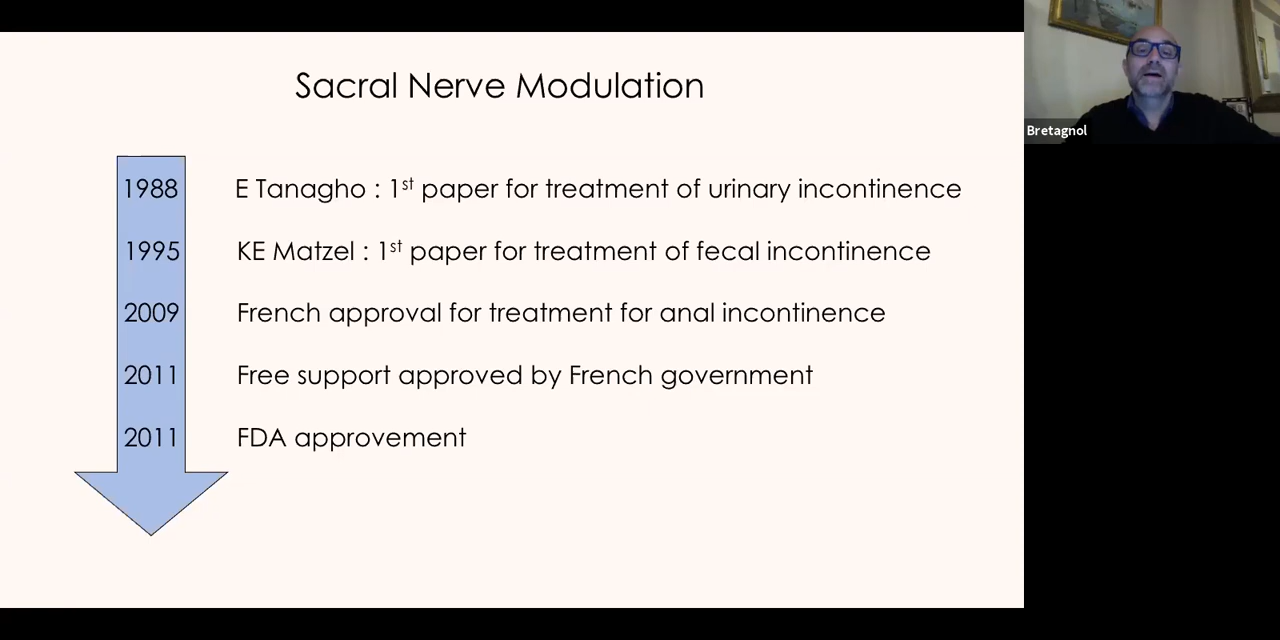 Sacral Nerve Modulation
1988 E Tanagho : 1st paper for treatment of urinary incontinence
1995 KE Matzel : 1st paper for treatment of fecal incontinence
2009 French approval for treatment for anal incontinence
2011 Free support approved by French government
2011 FDA approvement
Bretagnol